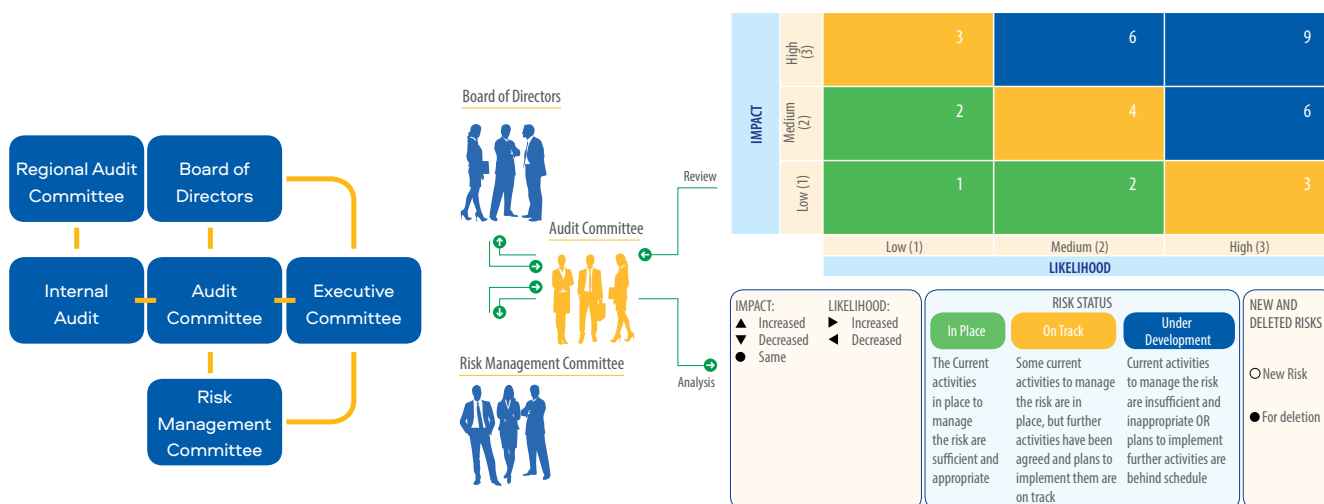 Regional Audit
Committee
Board of
Directors
Internal
Audit
Audit
Committee
Executive
Committee
Risk
Management
Committee
Board of Directors
Review
Audit Committee
Risk Management Committee
Analysis
IMPACT
High
(3)
3
6
9
Medium
(2)
2
4
6
Low (1)
1
2
3
Low (1)
Medium (2)
High (3)
LIKELIHOOD
IMPACT:
▲ Increased
▼ Decreased
● Same
LIKELIHOOD:
► Increased
◄ Decreased
RISK STATUS
In Place
The Current
activities
in place to
manage
the risk are
sufficient and
appropriate
On Track
Some current
activities to manage
the risk are in
place, but further
activities have been
agreed and plans to
implement them are
on track
Under
Development
Current activities
to manage the risk
are insufficient and
inappropriate OR
plans to implement
further activities are
behind schedule
NEW AND
DELETED RISKS
○ New Risk
● For deletion